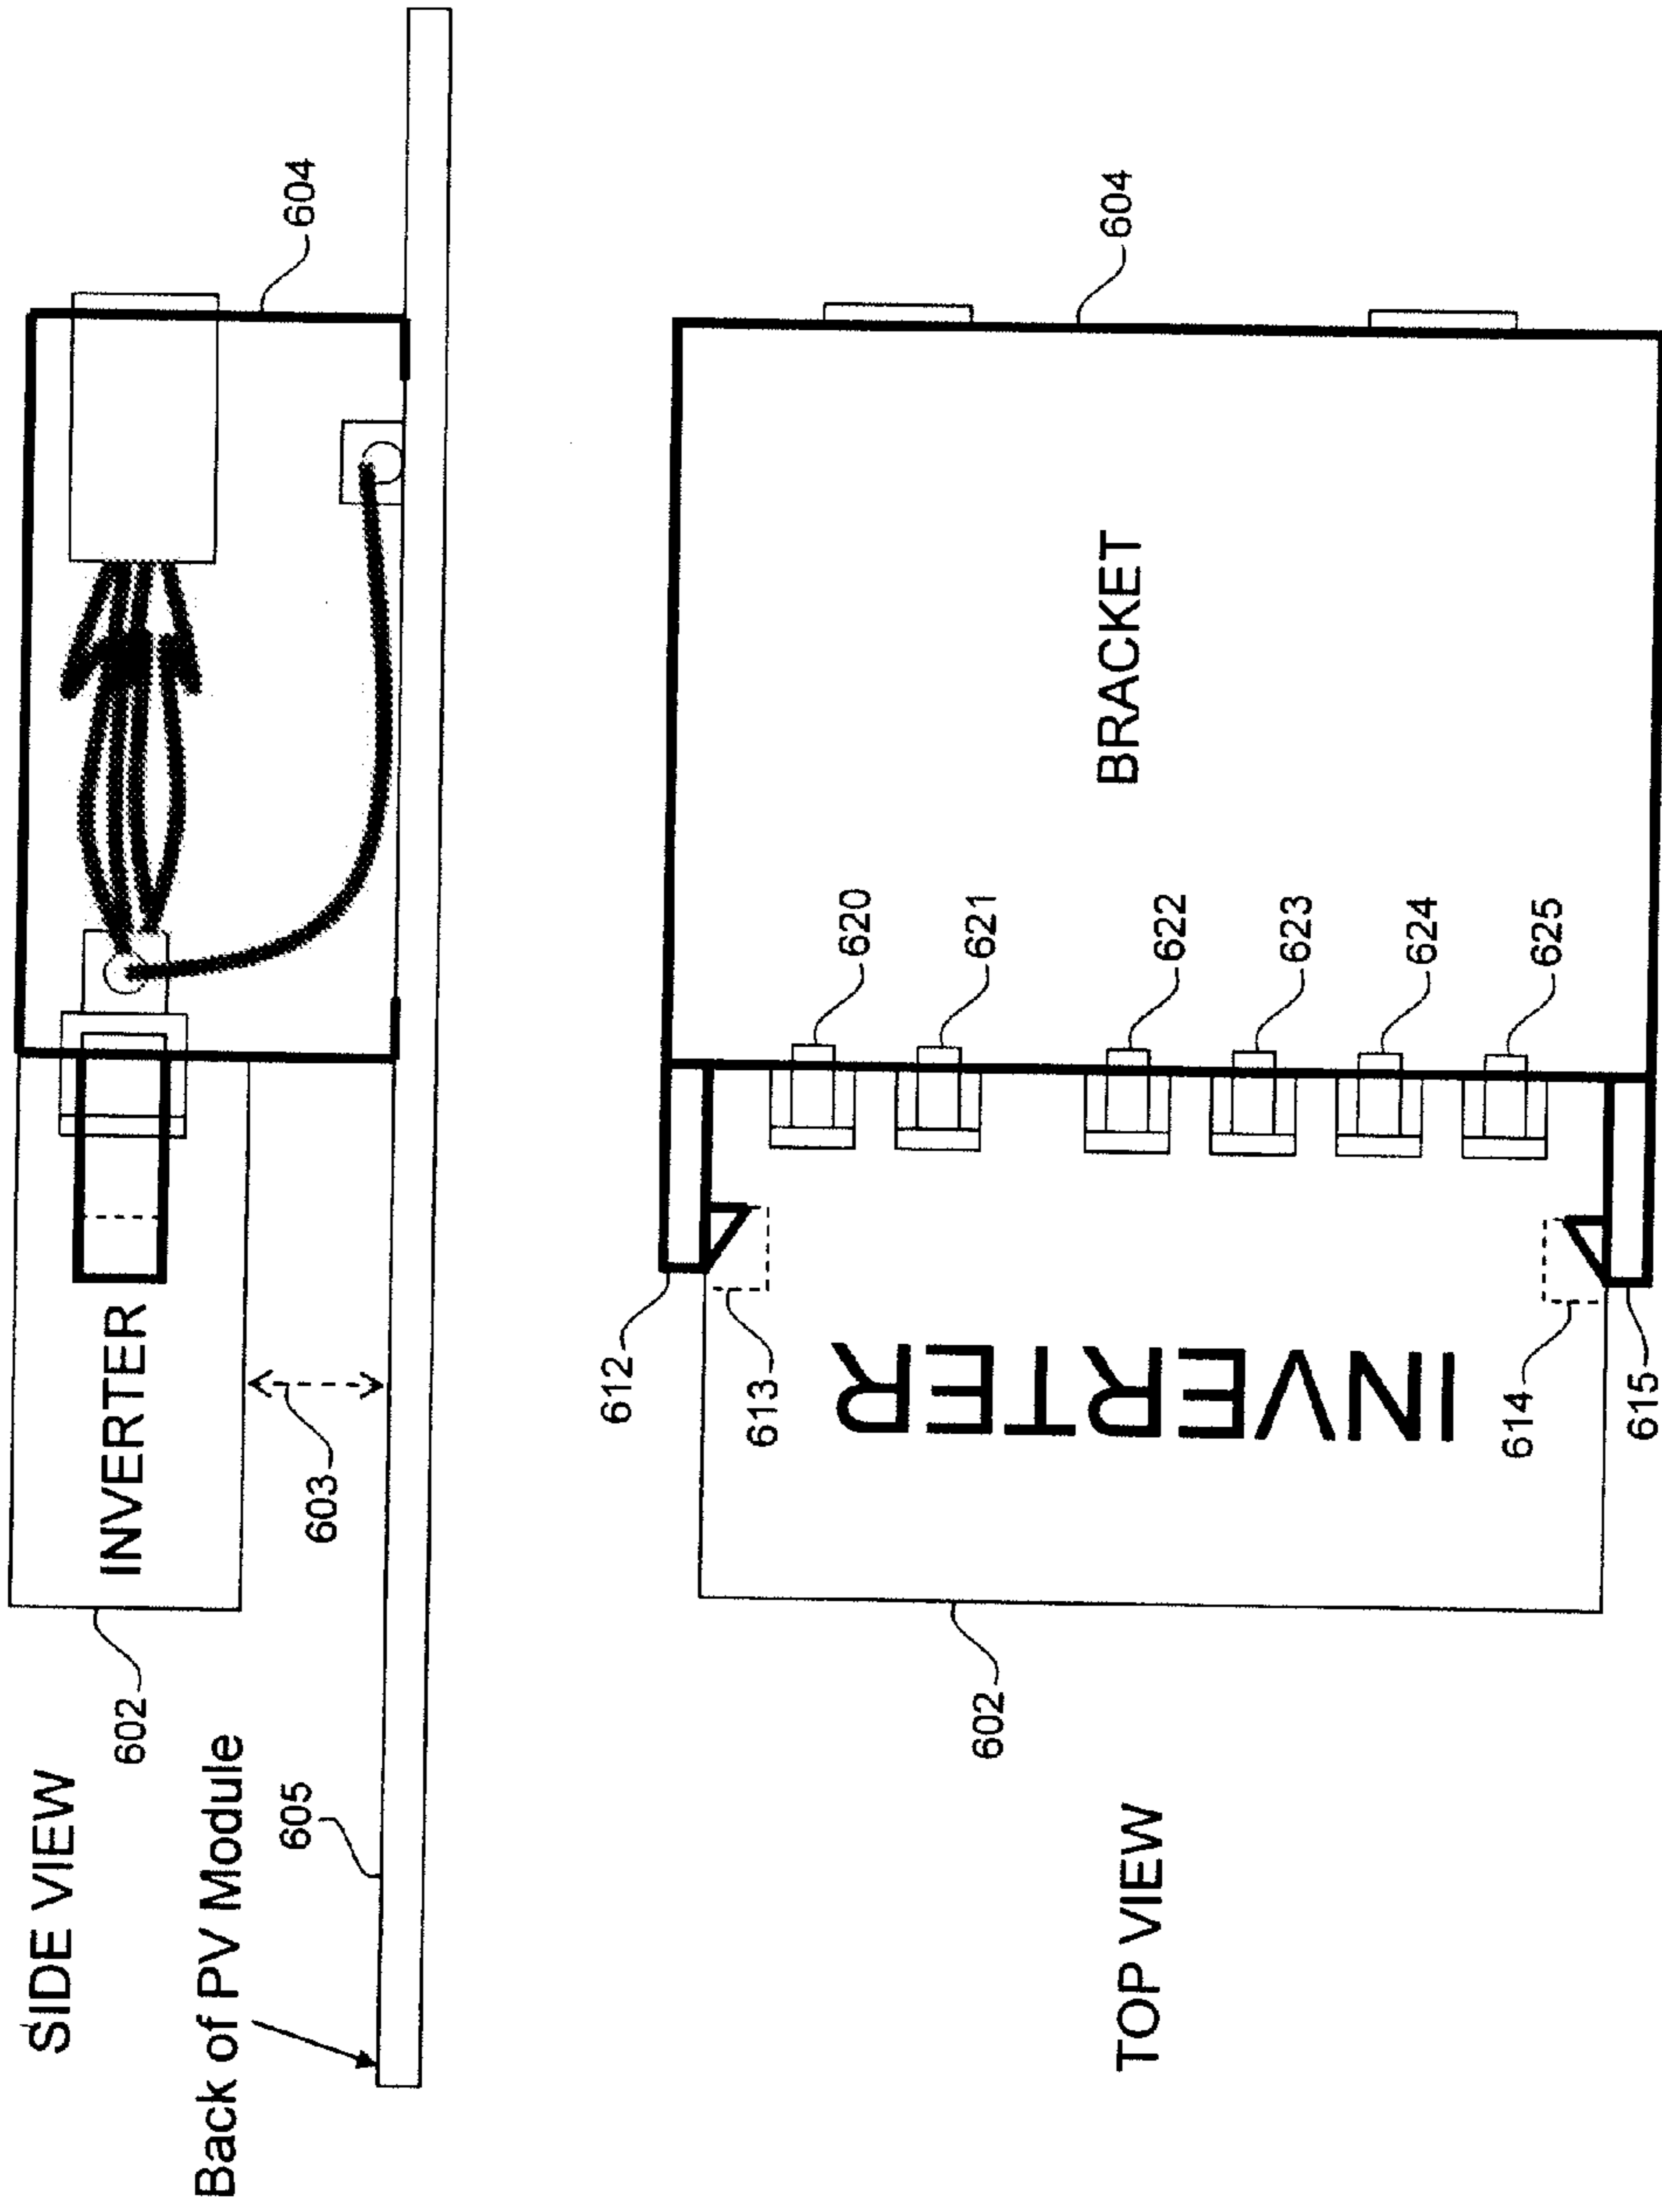 SIDE VIEW
Back of PV Module
605
602
INVERTER
603
604
TOP VIEW
602
INVERTER
612
613
614
615
620
621
622
623
624
625
BRACKET
604